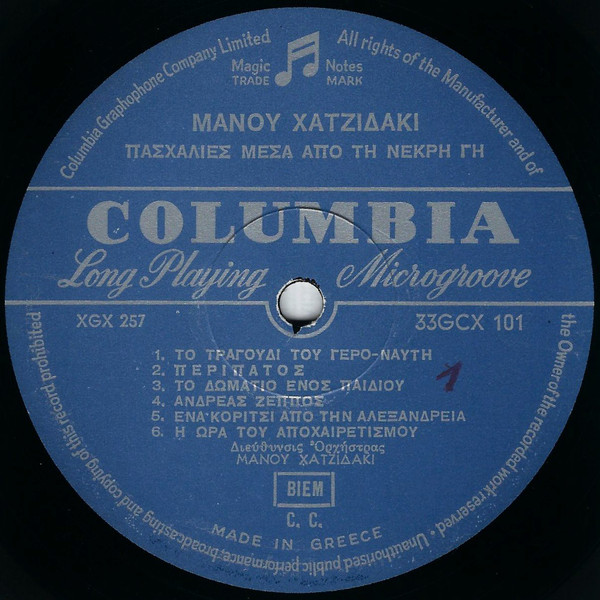 Columbia Graphophone Company Limited
All rights of the Manufacturer and of
the Owner of the recorded work reserved • Unauthorised public performance, broadcasting
and copying of this record prohibited
Magic Notes
TRADE MARK
ΜΑΝΟΥ ΧΑΤΖΙΔΑΚΙ
ΠΑΣΧΑΛΙΕΣ ΜΕΣΑ ΑΠΟ ΤΗ ΝΕΚΡΗ ΓΗ
COLUMBIA
Long Playing Microgroove
XGX 257 33GCX 101
1. ΤΟ ΤΡΑΓΟΥΔΙ ΤΟΥ ΓΕΡΟ-ΝΑΥΤΗ
2. ΠΕΡΙΠΑΤΟΣ
3. ΤΟ ΔΩΜΑΤΙΟ ΕΝΟΣ ΠΑΙΔΙΟΥ
4. ΑΝΔΡΕΑΣ ΖΕΠΠΟΣ
5. ΕΝΑ ΚΟΡΙΤΣΙ ΑΠΟ ΤΗΝ ΑΛΕΞΑΝΔΡΕΙΑ
6. Η ΩΡΑ ΤΟΥ ΑΠΟΧΑΙΡΕΤΙΣΜΟΥ
1
Διεύθυνσις Ὀρχήστρας
ΜΑΝΟΥ ΧΑΤΖΙΔΑΚΙ
BIEM
C. C.
MADE IN GREECE